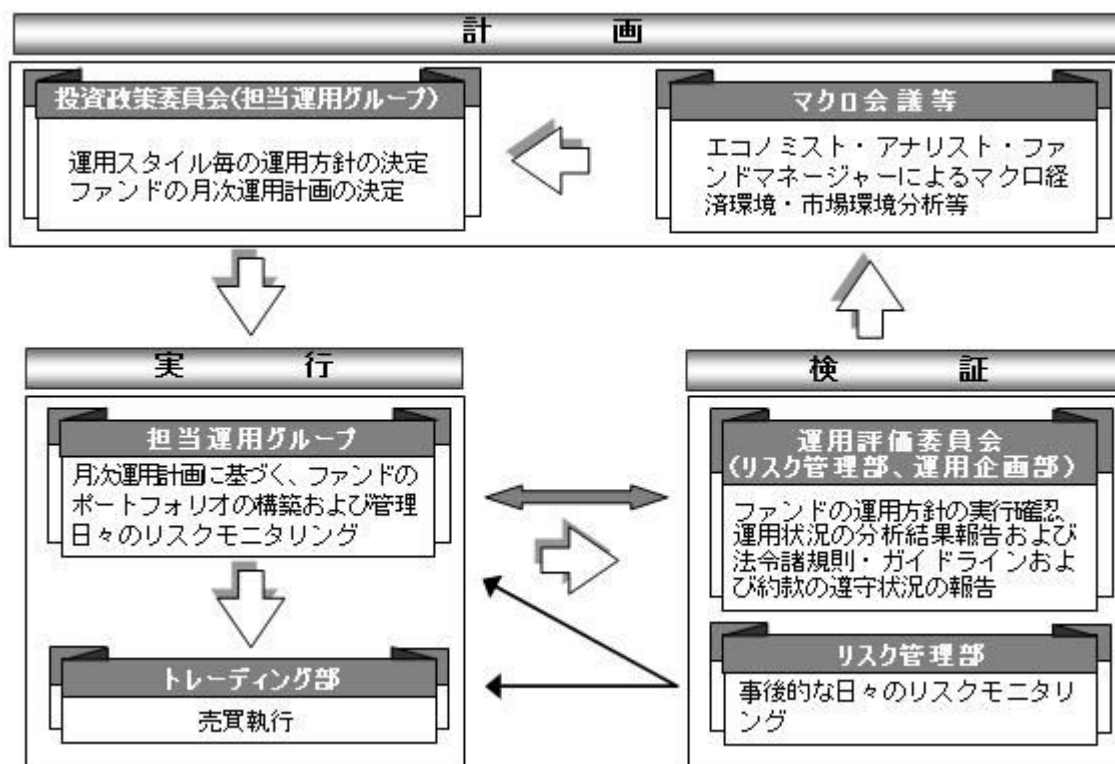 計画
投資政策委員会(担当運用グループ)
運用スタイル毎の運用方針の決定
ファンドの月次運用計画の決定
マクロ会議等
エコノミスト・アナリスト・ファ
ンドマネージャーによるマクロ経
済環境・市場環境分析等
実行
担当運用グループ
月次運用計画に基づく、ファンドの
ポートフォリオの構築および管理
日々のリスクモニタリング
トレーディング部
売買執行
検証
運用評価委員会
(リスク管理部、運用企画部)
ファンドの運用方針の実行確認、
運用状況の分析結果報告および
法令諸規則・ガイドラインおよ
び約款の遵守状況の報告
リスク管理部
事後的な日々のリスクモニタリ
ング